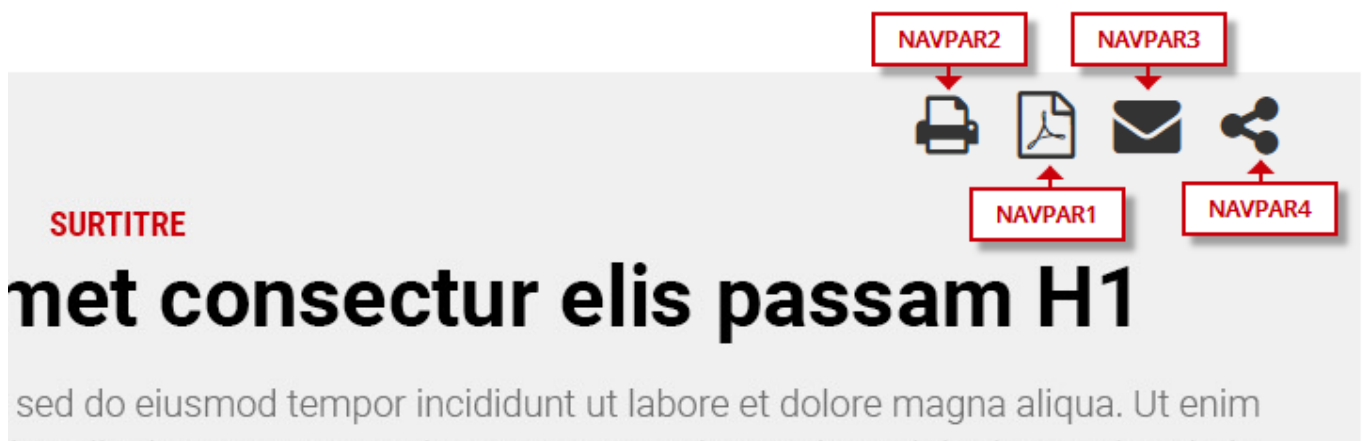 NAVPAR2 NAVPAR3
NAVPAR1 NAVPAR4
SURTITRE
met consectur elis passam H1
sed do eiusmod tempor incididunt ut labore et dolore magna aliqua. Ut enim